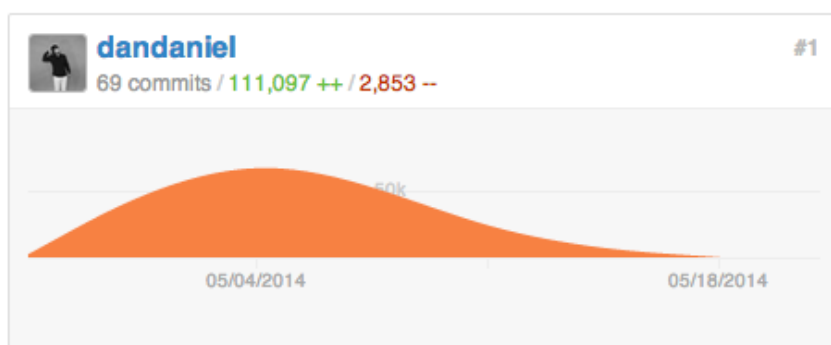 dandaniel #1
69 commits / 111,097 ++ / 2,853 --
50k
05/04/2014 05/18/2014